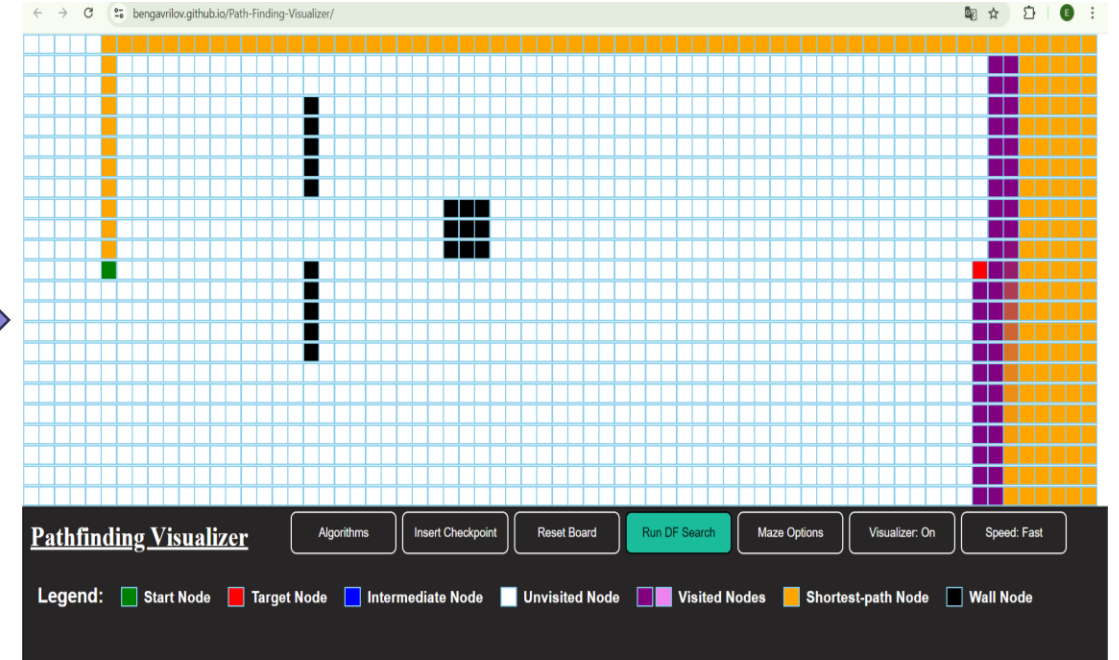 bengavrilov.github.io/Path-Finding-Visualizer/
E
Pathfinding Visualizer
Algorithms
Insert Checkpoint
Reset Board
Run DF Search
Maze Options
Visualizer: On
Speed: Fast
Legend:
Start Node
Target Node
Intermediate Node
Unvisited Node
Visited Nodes
Shortest-path Node
Wall Node